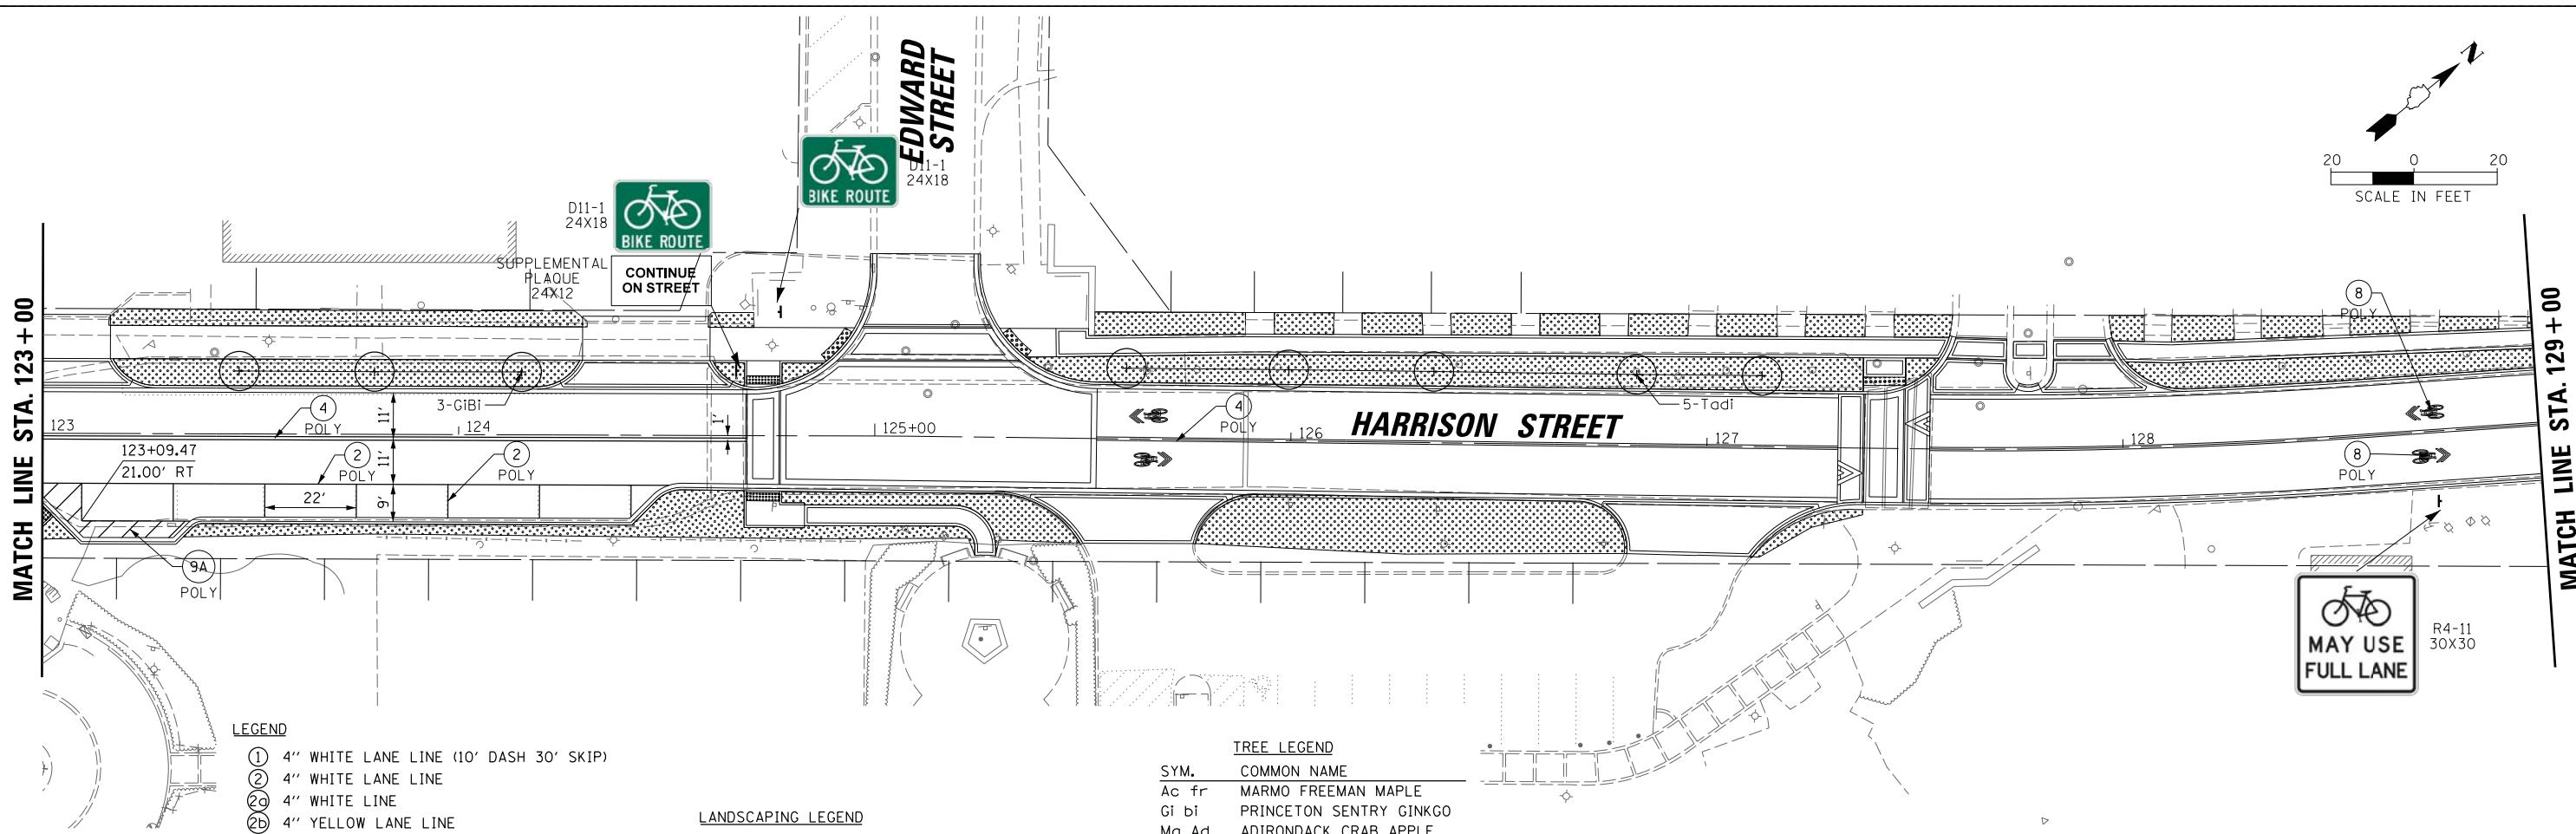 EDWARD
STREET
D11-1
24X18
BIKE ROUTE
D11-1
24X18
BIKE ROUTE
SUPPLEMENTAL
PLAQUE
24X12
CONTINUE
ON STREET
N
20 0 20
SCALE IN FEET
MATCH LINE STA. 123+00
MATCH LINE STA. 129+00
8
POLY
3-GiBi
5-Tadi
123
4
POLY
11'
124
1'
125+00
4
POLY
126
HARRISON STREET
127
128
123+09.47
21.00' RT
2
POLY
11'
2
POLY
22'
9'
8
POLY
9A
POLY
MAY USE
FULL LANE
R4-11
30X30
LEGEND
1 4'' WHITE LANE LINE (10' DASH 30' SKIP)
2 4'' WHITE LANE LINE
2a 4'' WHITE LINE
2b 4'' YELLOW LANE LINE
LANDSCAPING LEGEND
TREE LEGEND
SYM. COMMON NAME
Ac fr MARMO FREEMAN MAPLE
Gi bi PRINCETON SENTRY GINKGO
Ma Ad ADIRONDACK CRAB APPLE